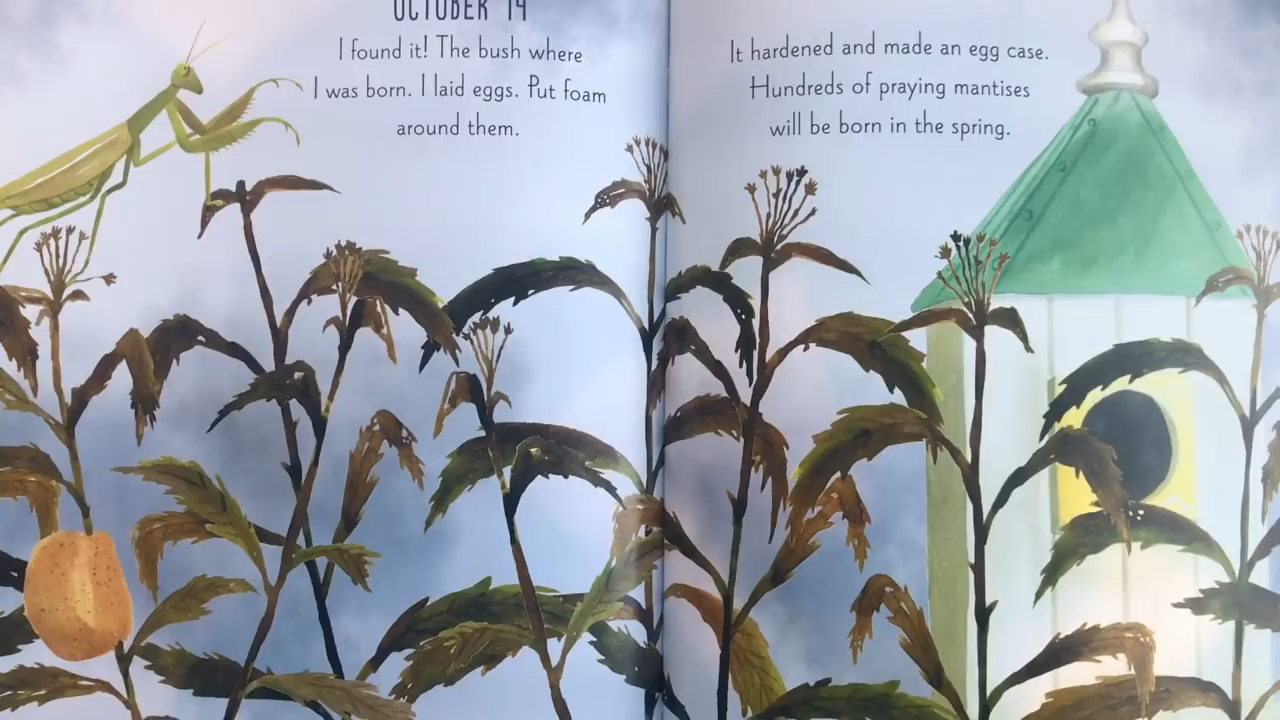 OCTOBER 14
I found it! The bush where
I was born. I laid eggs. Put foam
around them.
It hardened and made an egg case.
Hundreds of praying mantises
will be born in the spring.